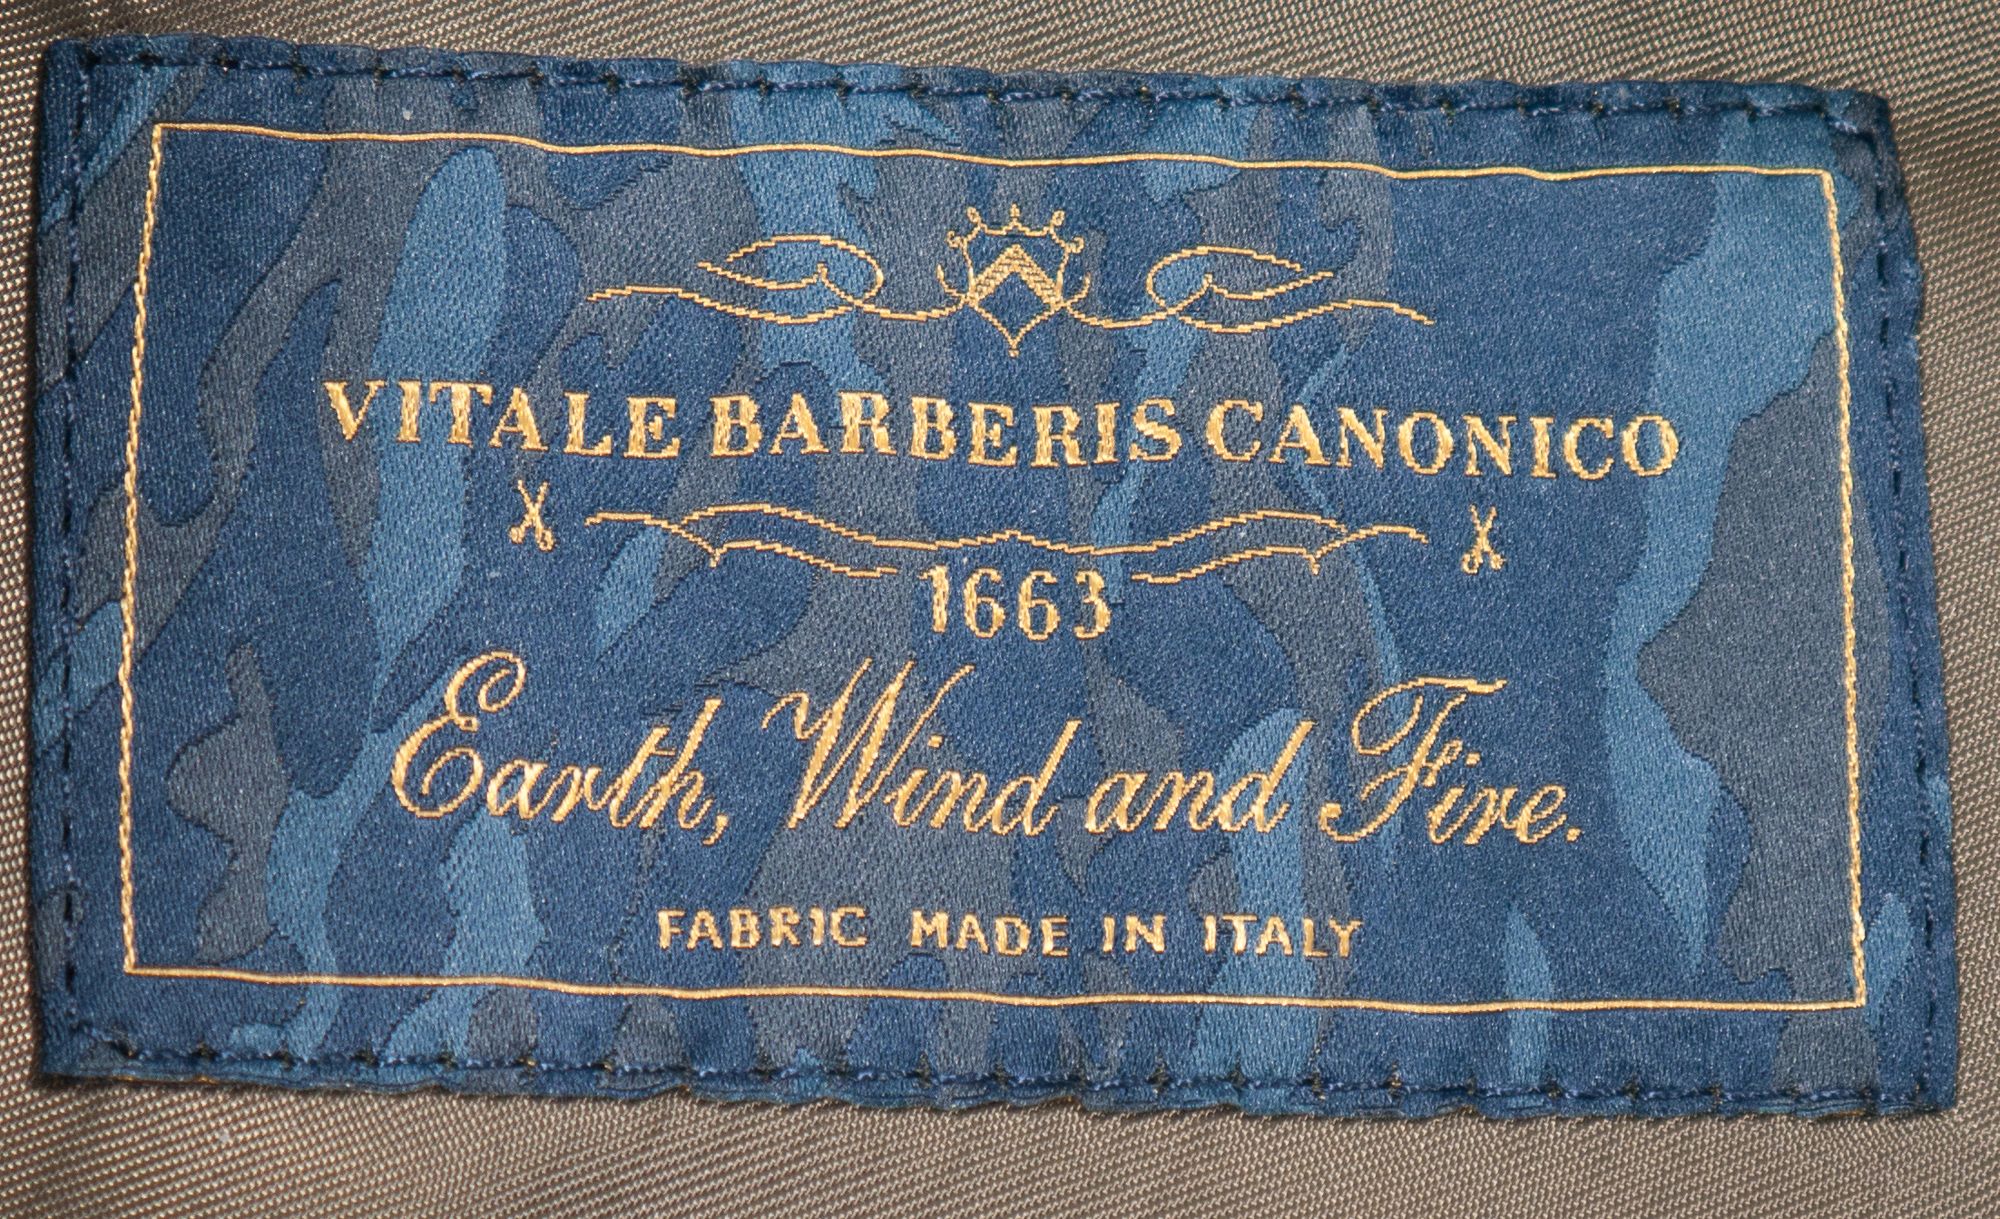 VITALE BARBERIS CANONICO
1663
Earth, Wind and Fire.
FABRIC MADE IN ITALY